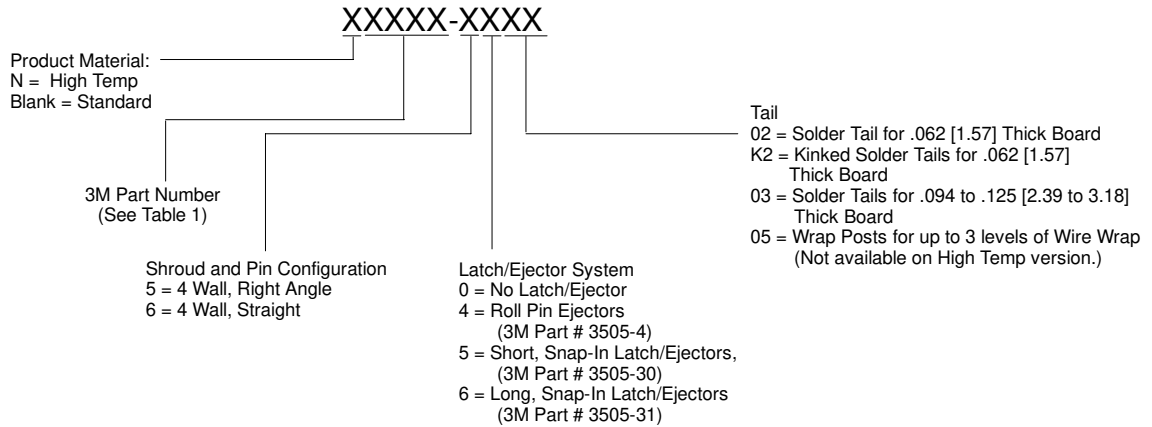 XXXXX-XXXX
Product Material:
N = High Temp
Blank = Standard
3M Part Number
(See Table 1)
Shroud and Pin Configuration
5 = 4 Wall, Right Angle
6 = 4 Wall, Straight
Latch/Ejector System
0 = No Latch/Ejector
4 = Roll Pin Ejectors
(3M Part # 3505-4)
5 = Short, Snap-In Latch/Ejectors,
(3M Part # 3505-30)
6 = Long, Snap-In Latch/Ejectors
(3M Part # 3505-31)
Tail
02 = Solder Tail for .062 [1.57] Thick Board
K2 = Kinked Solder Tails for .062 [1.57]
Thick Board
03 = Solder Tails for .094 to .125 [2.39 to 3.18]
Thick Board
05 = Wrap Posts for up to 3 levels of Wire Wrap
(Not available on High Temp version.)